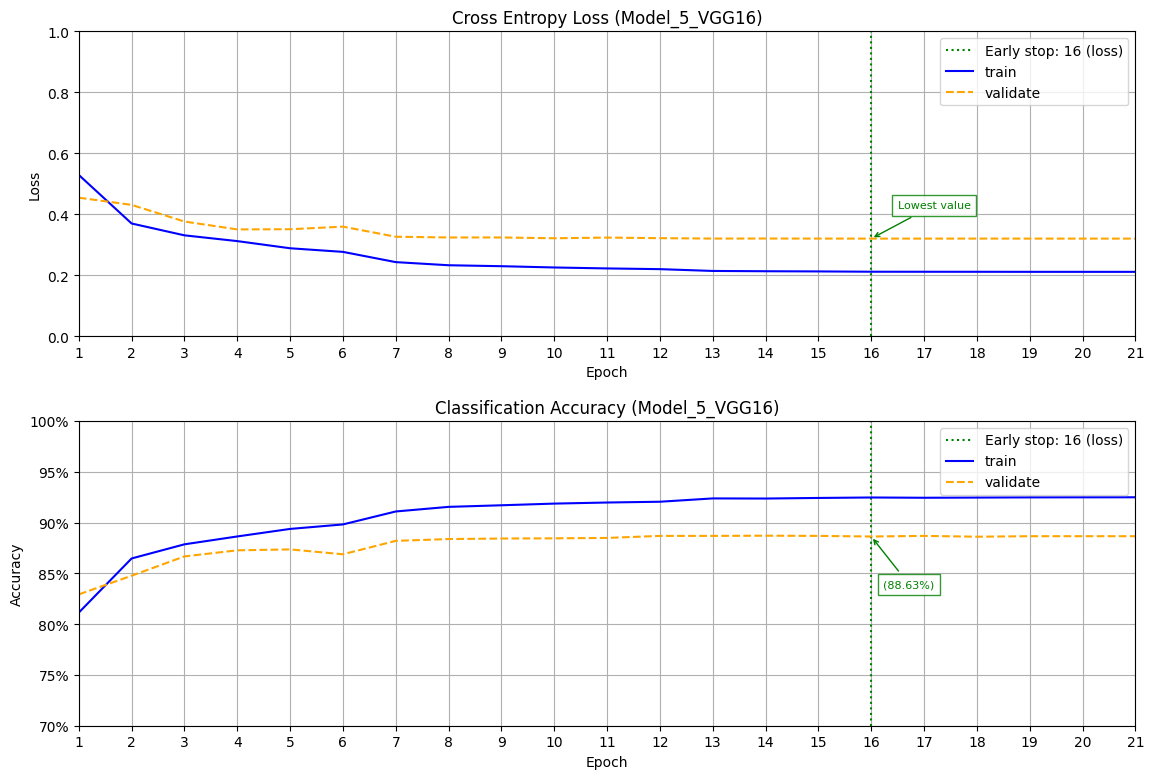 Cross Entropy Loss (Model_5_VGG16)
1.0
0.8
0.6
0.4
0.2
0.0
Loss
Early stop: 16 (loss)
train
validate
Lowest value
1 2 3 4 5 6 7 8 9 10 11 12 13 14 15 16 17 18 19 20 21
Epoch
Classification Accuracy (Model_5_VGG16)
100%
95%
90%
85%
80%
75%
70%
Accuracy
Early stop: 16 (loss)
train
validate
(88.63%)
1 2 3 4 5 6 7 8 9 10 11 12 13 14 15 16 17 18 19 20 21
Epoch